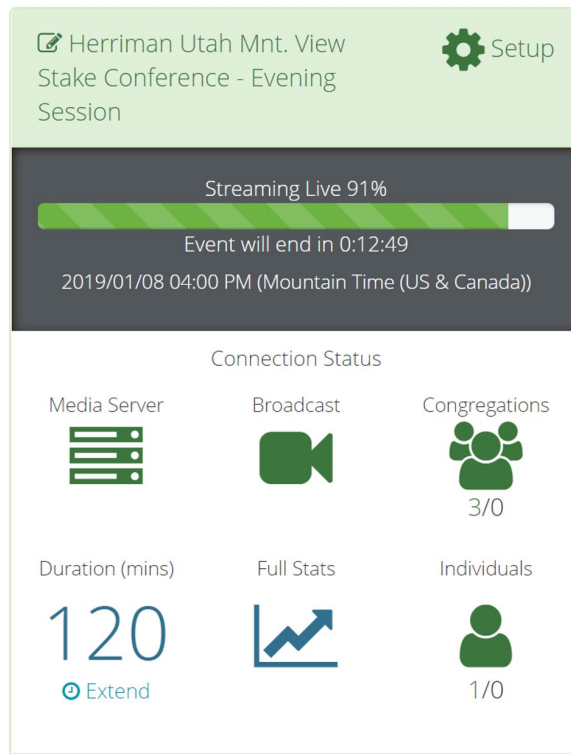 Herriman Utah Mnt. View
Stake Conference - Evening
Session
Setup
Streaming Live 91%
Event will end in 0:12:49
2019/01/08 04:00 PM (Mountain Time (US & Canada))
Connection Status
Media Server
Broadcast
Congregations
3/0
Duration (mins)
Full Stats
Individuals
120
Extend
1/0